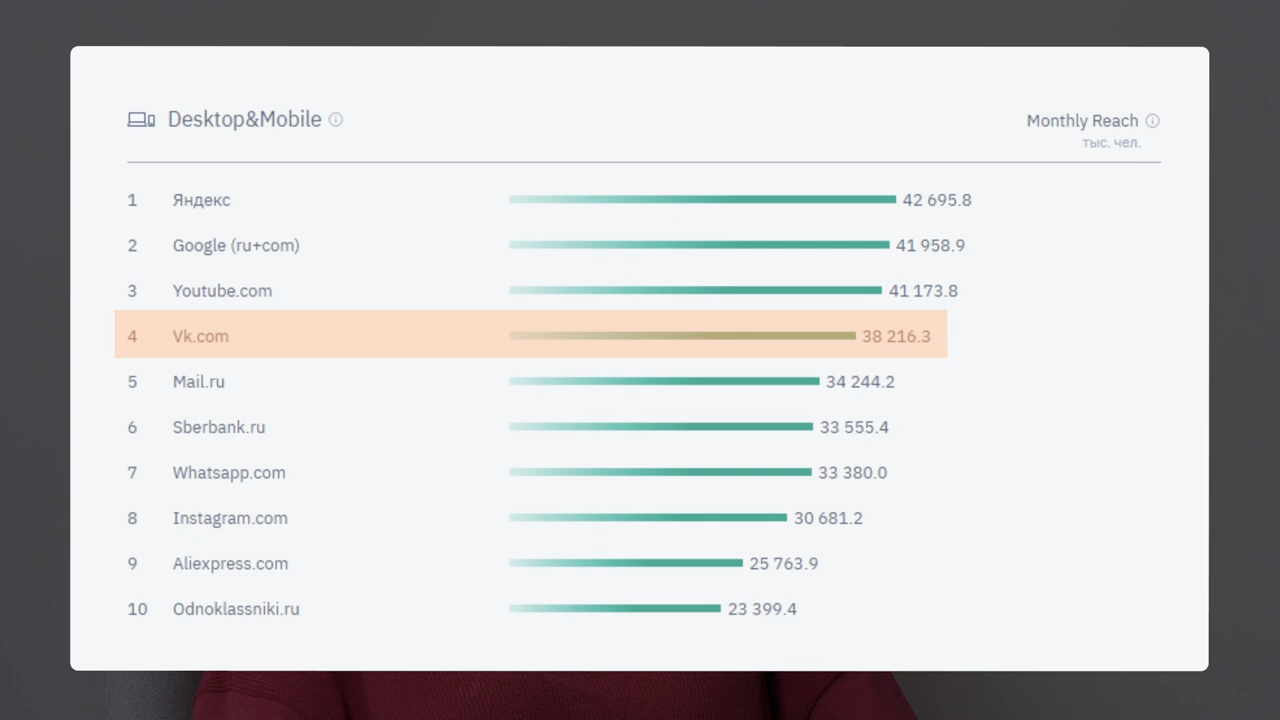 Desktop&Mobile
Monthly Reach
тыс. чел.
1 Яндекс 42 695.8
2 Google (ru+com) 41 958.9
3 Youtube.com 41 173.8
4 Vk.com 38 216.3
5 Mail.ru 34 244.2
6 Sberbank.ru 33 555.4
7 Whatsapp.com 33 380.0
8 Instagram.com 30 681.2
9 Aliexpress.com 25 763.9
10 Odnoklassniki.ru 23 399.4